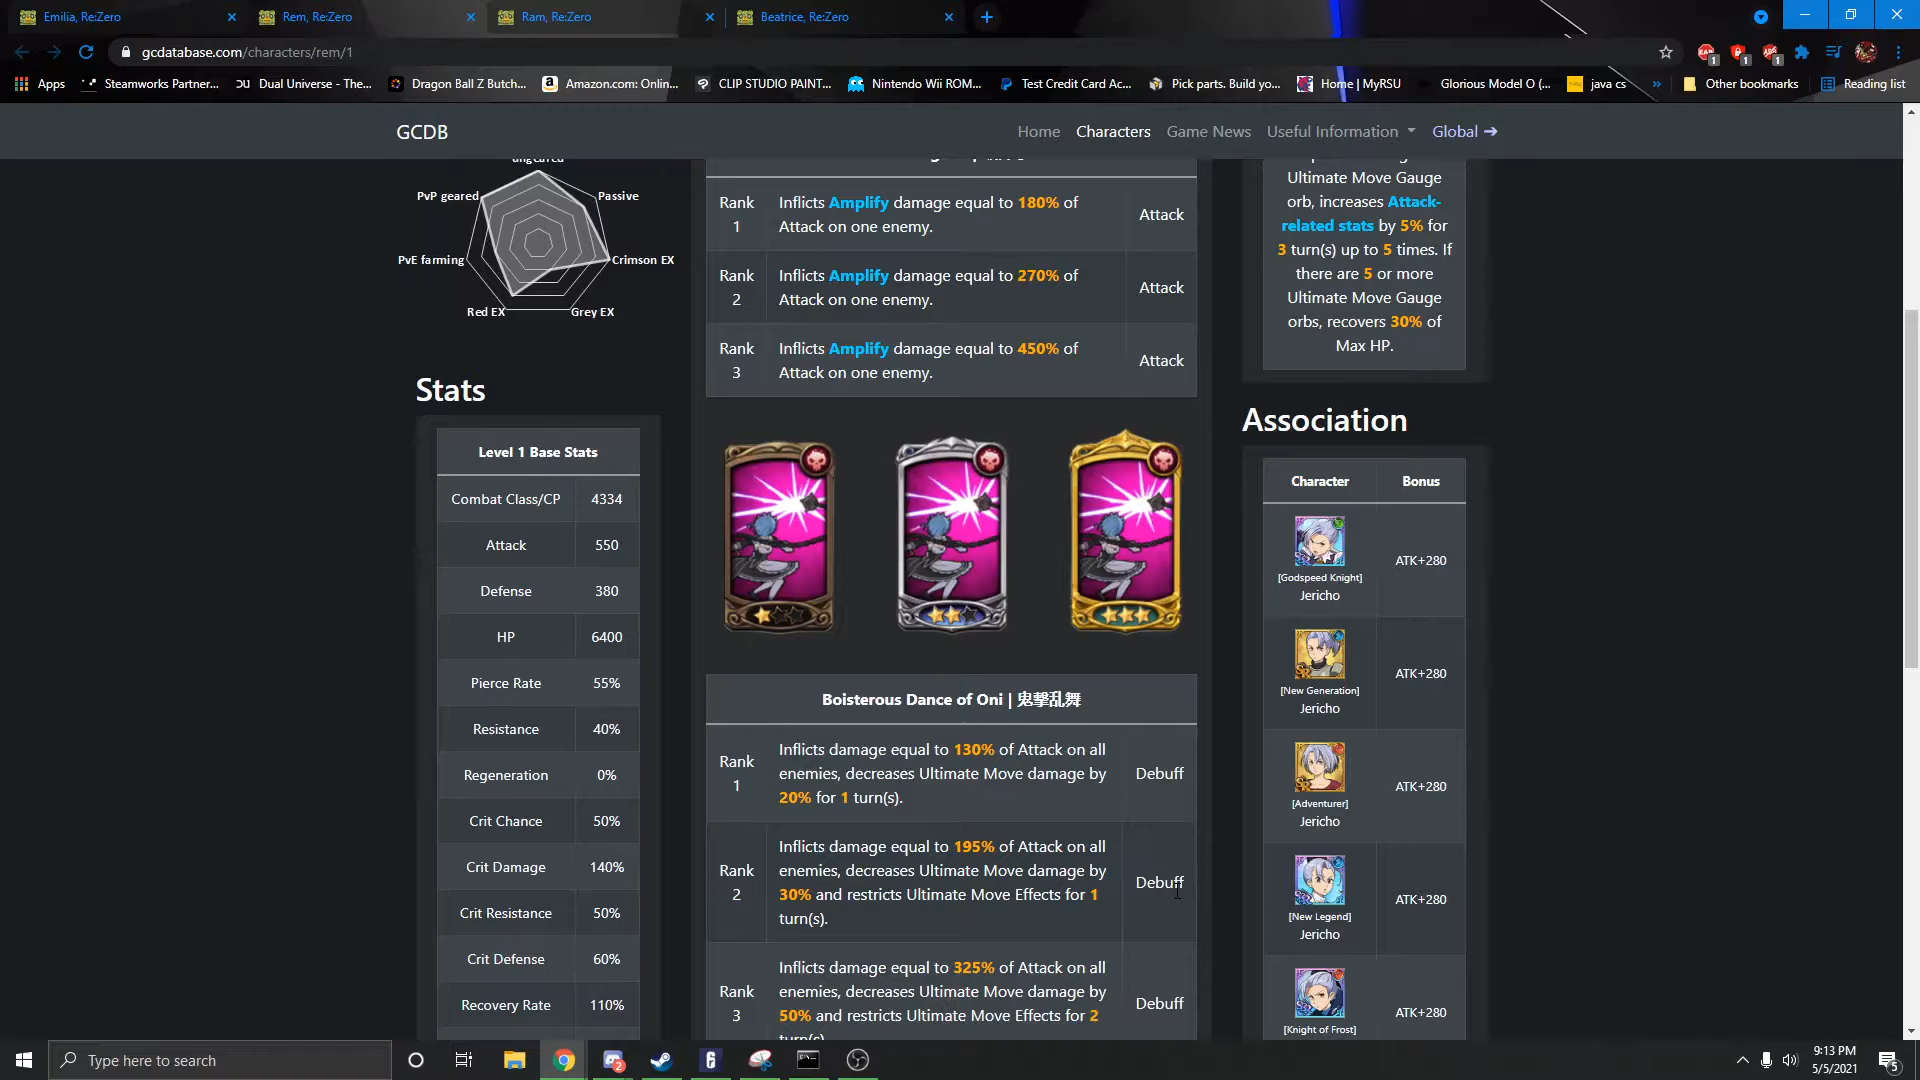 Emilia, Re:Zero
Rem, Re:Zero
Ram, Re:Zero
Beatrice, Re:Zero
gcdatabase.com/characters/rem/1
Apps
Steamworks Partner...
Dual Universe - The...
Dragon Ball Z Butch...
Amazon.com: Onlin...
CLIP STUDIO PAINT...
Nintendo Wii ROM...
Test Credit Card Ac...
Pick parts. Build yo...
Home | MyRSU
Glorious Model O (...
java cs
Other bookmarks
Reading list
GCDB
Home
Characters
Game News
Useful Information
Global
ungeared
PvP geared
Passive
PvE farming
Crimson EX
Red EX
Grey EX
Stats
Level 1 Base Stats
Combat Class/CP 4334
Attack 550
Defense 380
HP 6400
Pierce Rate 55%
Resistance 40%
Regeneration 0%
Crit Chance 50%
Crit Damage 140%
Crit Resistance 50%
Crit Defense 60%
Recovery Rate 110%
Rank
1
Inflicts Amplify damage equal to 180% of
Attack on one enemy.
Attack
Rank
2
Inflicts Amplify damage equal to 270% of
Attack on one enemy.
Attack
Rank
3
Inflicts Amplify damage equal to 450% of
Attack on one enemy.
Attack
Boisterous Dance of Oni | 鬼撃乱舞
Rank
1
Inflicts damage equal to 130% of Attack on all
enemies, decreases Ultimate Move damage by
20% for 1 turn(s).
Debuff
Rank
2
Inflicts damage equal to 195% of Attack on all
enemies, decreases Ultimate Move damage by
30% and restricts Ultimate Move Effects for 1
turn(s).
Debuff
Rank
3
Inflicts damage equal to 325% of Attack on all
enemies, decreases Ultimate Move damage by
50% and restricts Ultimate Move Effects for 2
turn(s).
Debuff
Ultimate Move Gauge
orb, increases Attack-
related stats by 5% for
3 turn(s) up to 5 times. If
there are 5 or more
Ultimate Move Gauge
orbs, recovers 30% of
Max HP.
Association
Character Bonus
[Godspeed Knight]
Jericho
ATK+280
[New Generation]
Jericho
ATK+280
[Adventurer]
Jericho
ATK+280
[New Legend]
Jericho
ATK+280
[Knight of Frost]
ATK+280
Type here to search
9:13 PM
5/5/2021